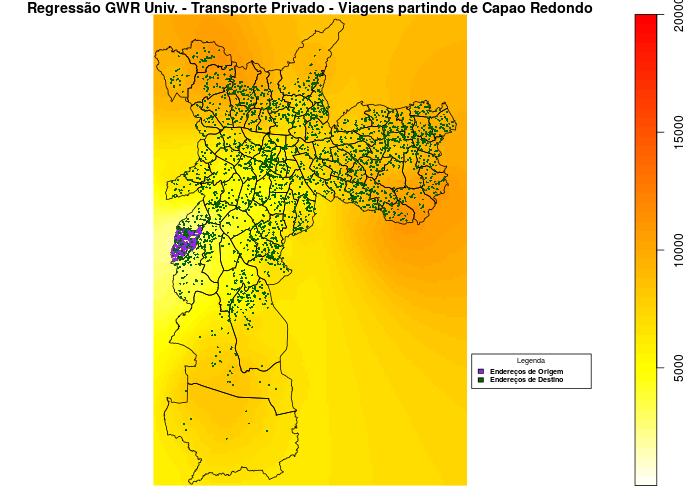 Regressão GWR Univ. - Transporte Privado - Viagens partindo de Capao Redondo
20000
15000
10000
5000
Legenda
Endereços de Origem
Endereços de Destino